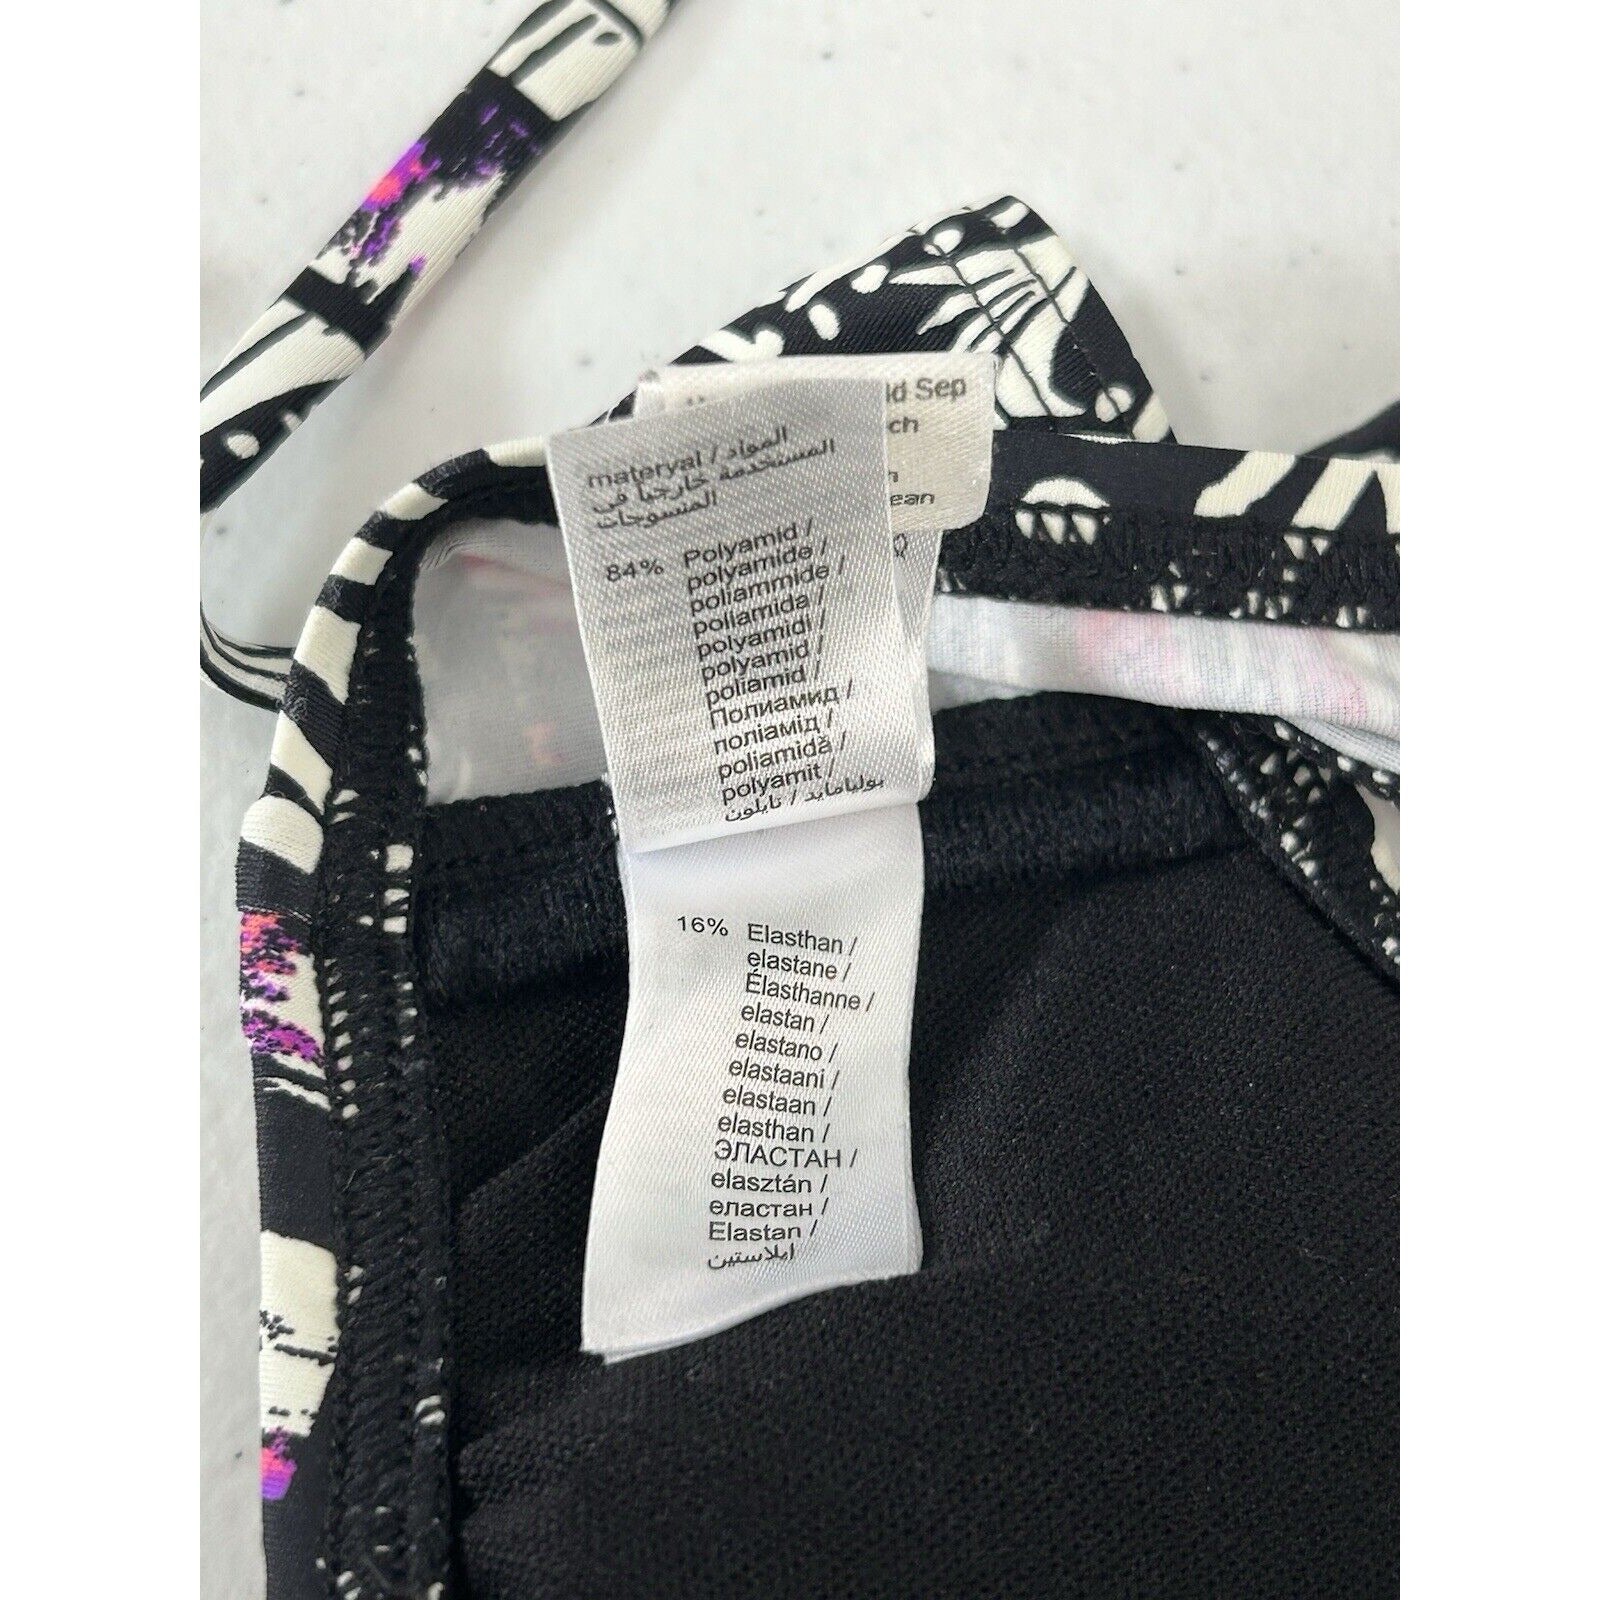 ld Sep
ch
n
ean
materyal / المواد
المستخدمة خارجيا في
المنسوجات
84% Polyamid /
polyamide /
poliammide /
poliamida /
polyamidi /
polyamid /
poliamid /
Полиамид /
поліамід /
poliamidă /
polyamit /
بوليامايد / نايلون
16% Elasthan /
elastane /
Élasthanne /
elastan /
elastano /
elastaani /
elastaan /
elasthan /
ЭЛАСТАН /
elasztán /
еластан /
Elastan /
ايلاستين